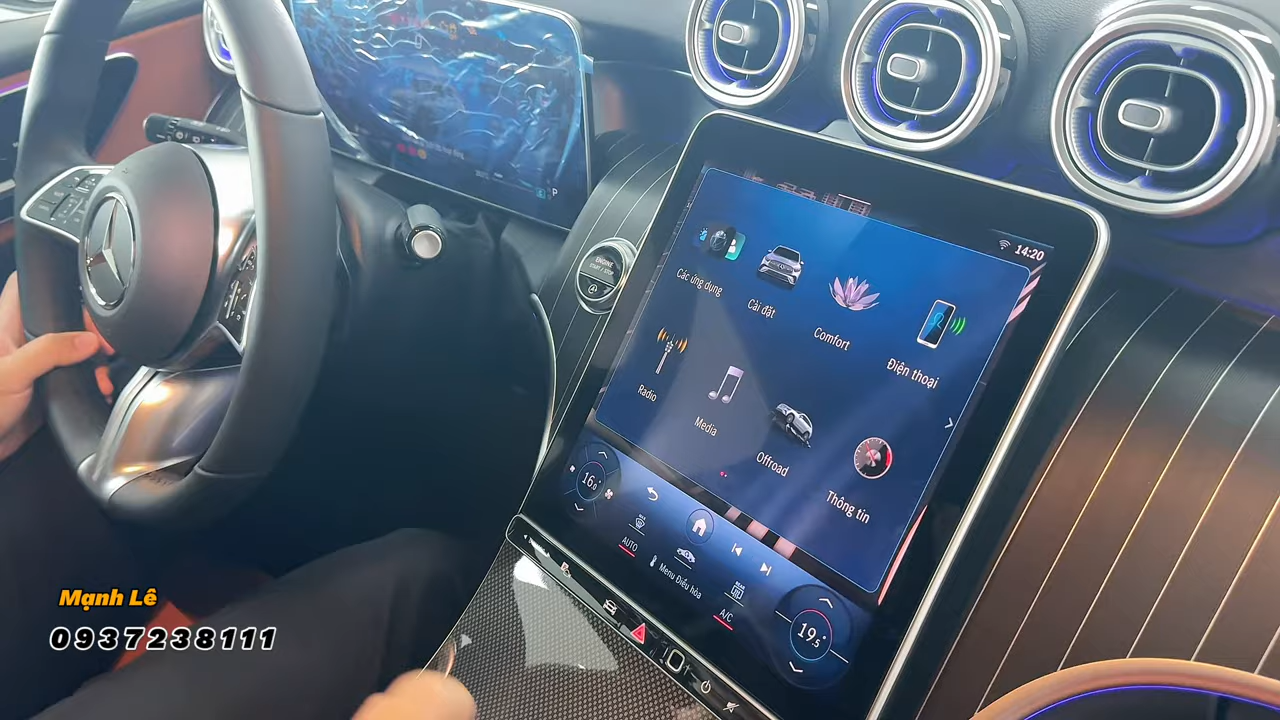 14:20
Các ứng dụng
Cài đặt
Comfort
Điện thoại
Radio
Media
Offroad
Thông tin
ENGINE
START / STOP
16.0
AUTO
Menu Điều hòa
REAR
A/C
19.5
P
Mạnh Lê
0937238111